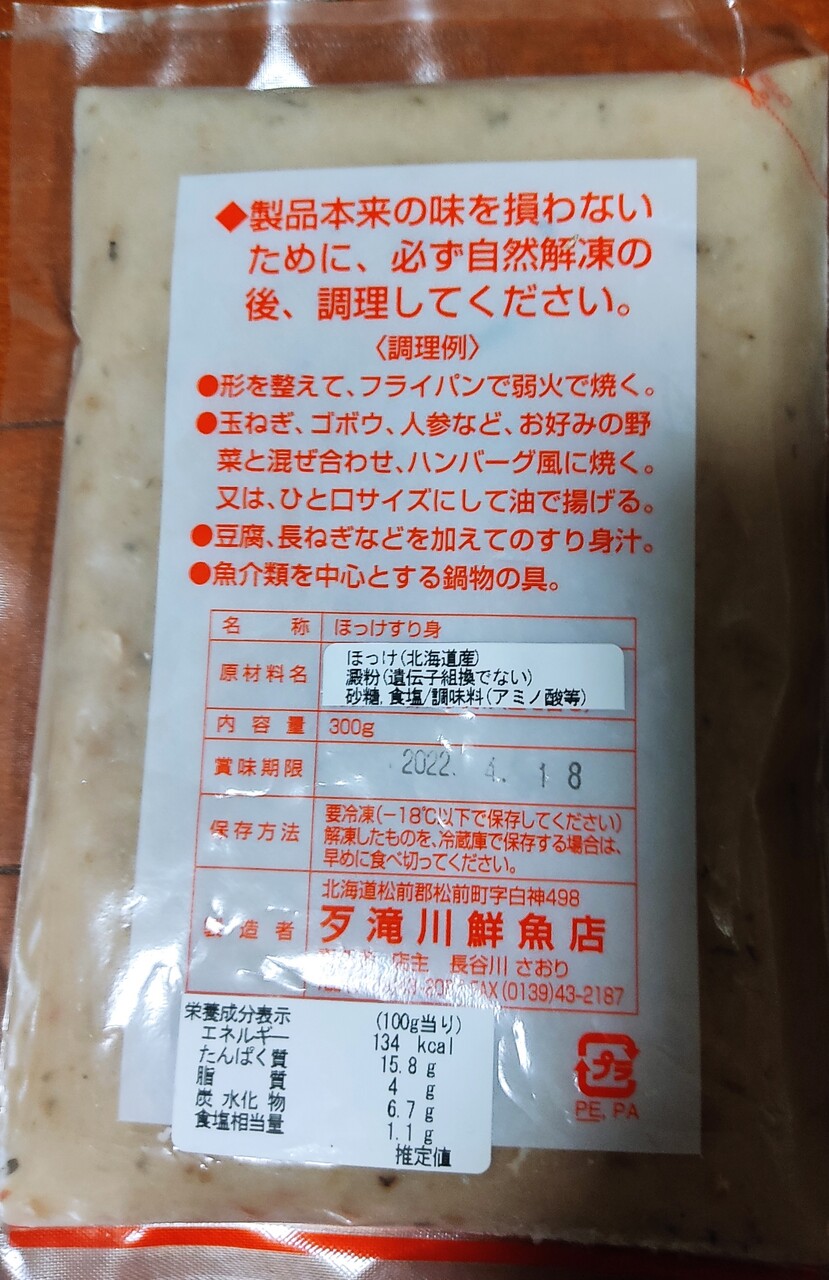 ◆製品本来の味を損わない
ために、必ず自然解凍の
後、調理してください。
〈調理例〉
●形を整えて、フライパンで弱火で焼く。
●玉ねぎ、ゴボウ、人参など、お好みの野
菜と混ぜ合わせ、ハンバーグ風に焼く。
又は、ひと口サイズにして油で揚げる。
●豆腐、長ねぎなどを加えてのすり身汁。
●魚介類を中心とする鍋物の具。
名称 ほっけすり身
原材料名 ほっけ(北海道産)
澱粉(遺伝子組換でない)
砂糖,食塩/調味料(アミノ酸等)
内容量 300g
賞味期限 2022. 4. 18
保存方法 要冷凍(−18℃以下で保存してください)
解凍したものを、冷蔵庫で保存する場合は、
早めに食べ切ってください。
製造者 北海道松前郡松前町字白神498
滝川鮮魚店
店主 長谷川 さおり
FAX(0139)43-2187
栄養成分表示 (100g当り)
エネルギー 134 kcal
たんぱく質 15.8 g
脂質 4 g
炭水化物 6.7 g
食塩相当量 1.1 g
推定値
プラ
PE, PA